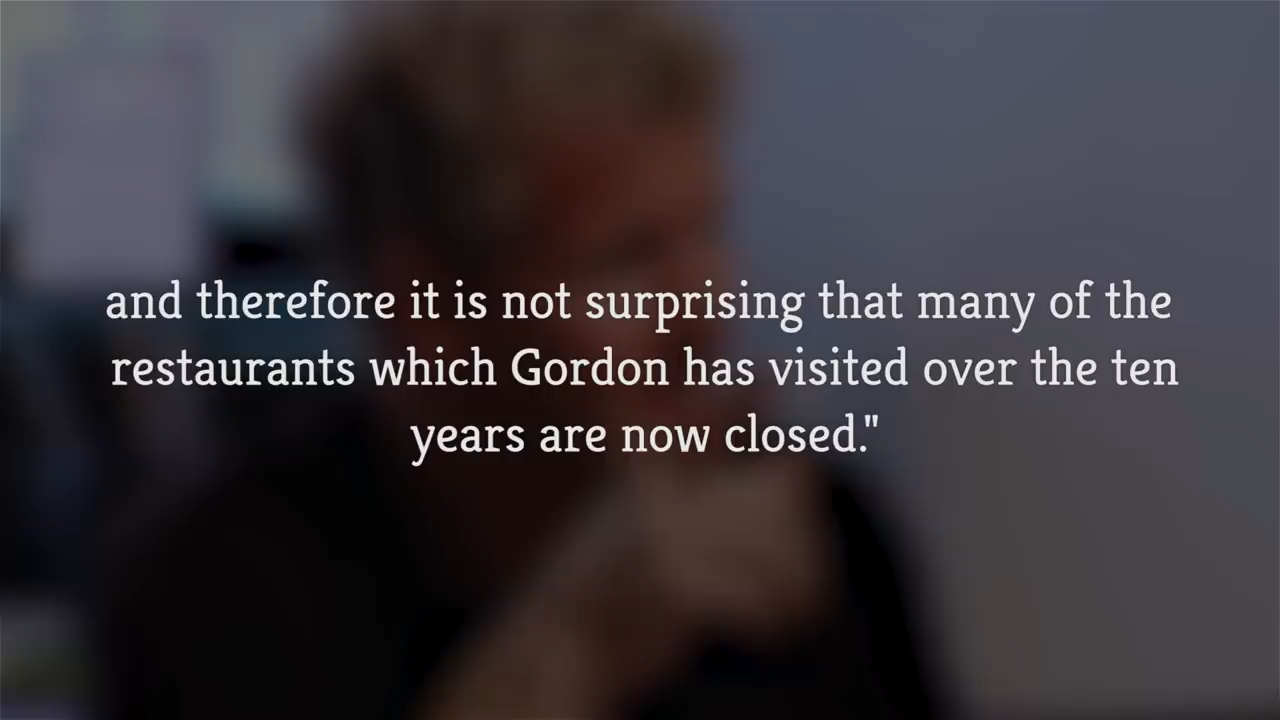 and therefore it is not surprising that many of the
restaurants which Gordon has visited over the ten
years are now closed."